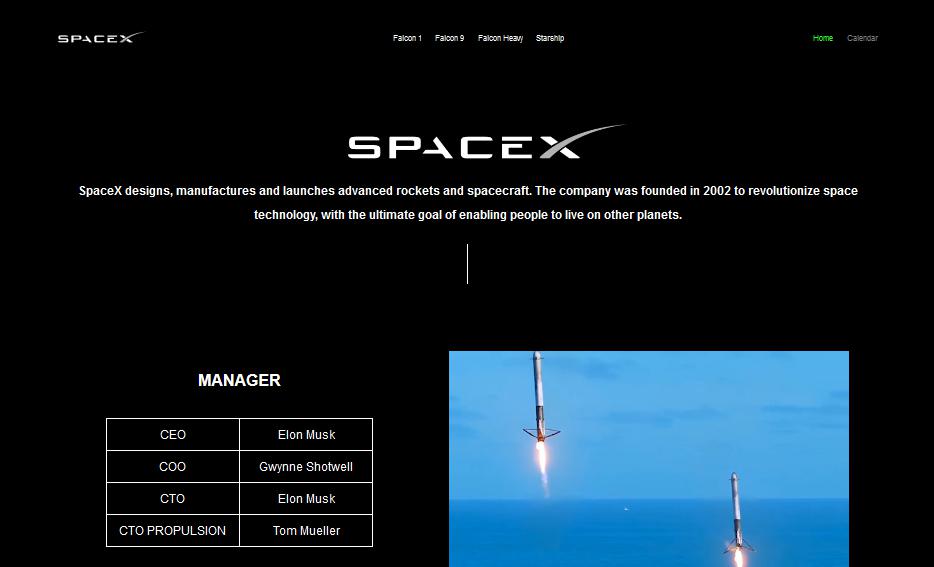 SPACEX
Falcon 1 Falcon 9 Falcon Heavy Starship
Home Calendar
SPACEX
SpaceX designs, manufactures and launches advanced rockets and spacecraft. The company was founded in 2002 to revolutionize space
technology, with the ultimate goal of enabling people to live on other planets.
MANAGER
CEO Elon Musk
COO Gwynne Shotwell
CTO Elon Musk
CTO PROPULSION Tom Mueller